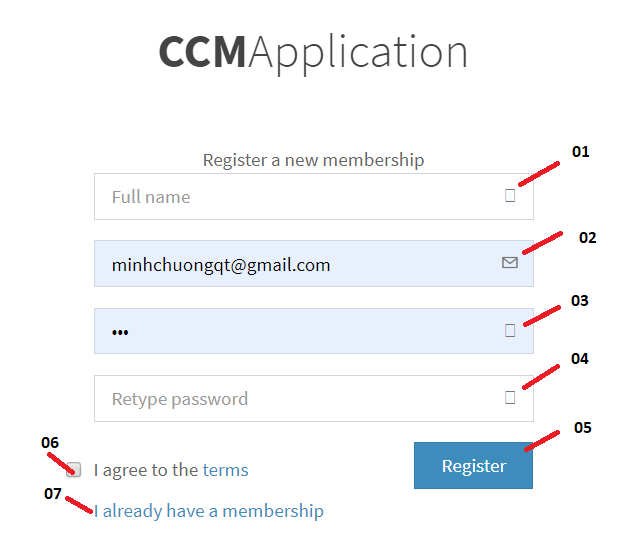 CCMApplication
Register a new membership
01
Full name
02
minhchuongqt@gmail.com
03
•••
04
Retype password
05
Register
06
I agree to the terms
07
I already have a membership